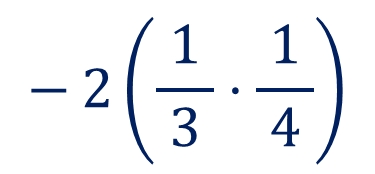 − 2 (1/3 · 1/4)